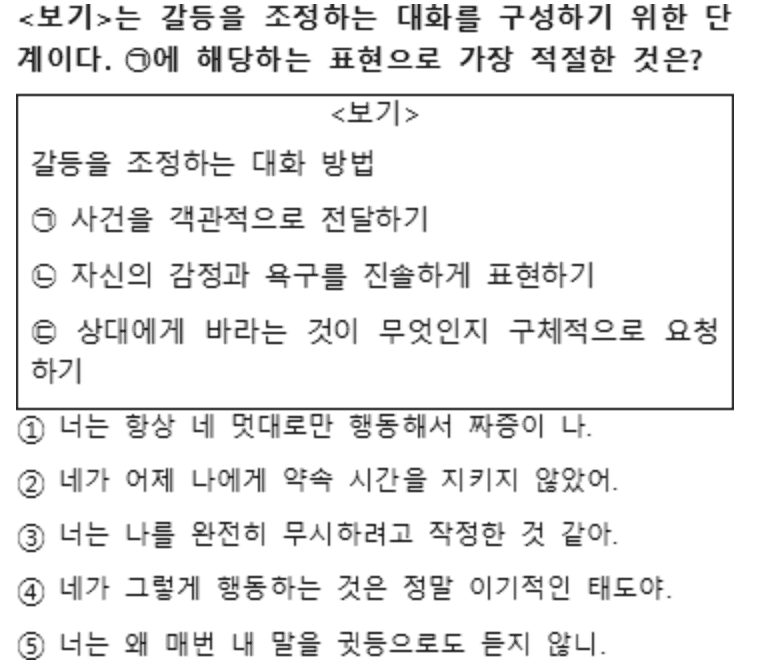 <보기>는 갈등을 조정하는 대화를 구성하기 위한 단
계이다. ㉠에 해당하는 표현으로 가장 적절한 것은?
<보기>
갈등을 조정하는 대화 방법
㉠ 사건을 객관적으로 전달하기
㉡ 자신의 감정과 욕구를 진솔하게 표현하기
㉢ 상대에게 바라는 것이 무엇인지 구체적으로 요청
하기
① 너는 항상 네 멋대로만 행동해서 짜증이 나.
② 네가 어제 나에게 약속 시간을 지키지 않았어.
③ 너는 나를 완전히 무시하려고 작정한 것 같아.
④ 네가 그렇게 행동하는 것은 정말 이기적인 태도야.
⑤ 너는 왜 매번 내 말을 귓등으로도 듣지 않니.